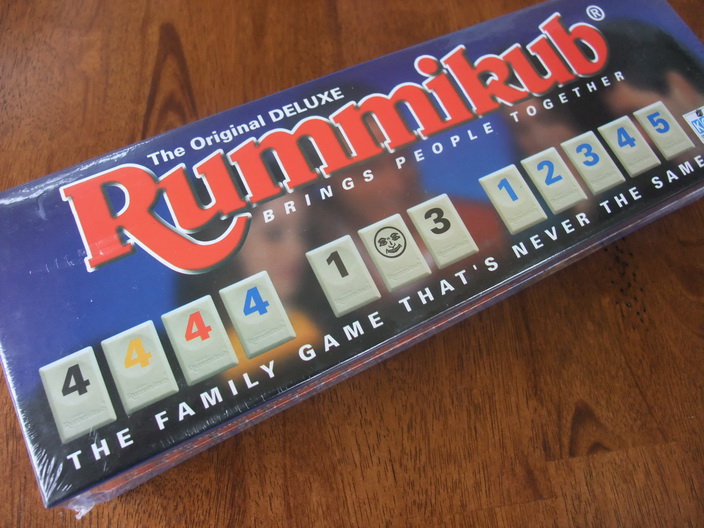 The Original DELUXE
Rummikub®
BRINGS PEOPLE TOGETHER
4 4 4 4 1 3 1 2 3 4 5
THE FAMILY GAME THAT'S NEVER THE SAME